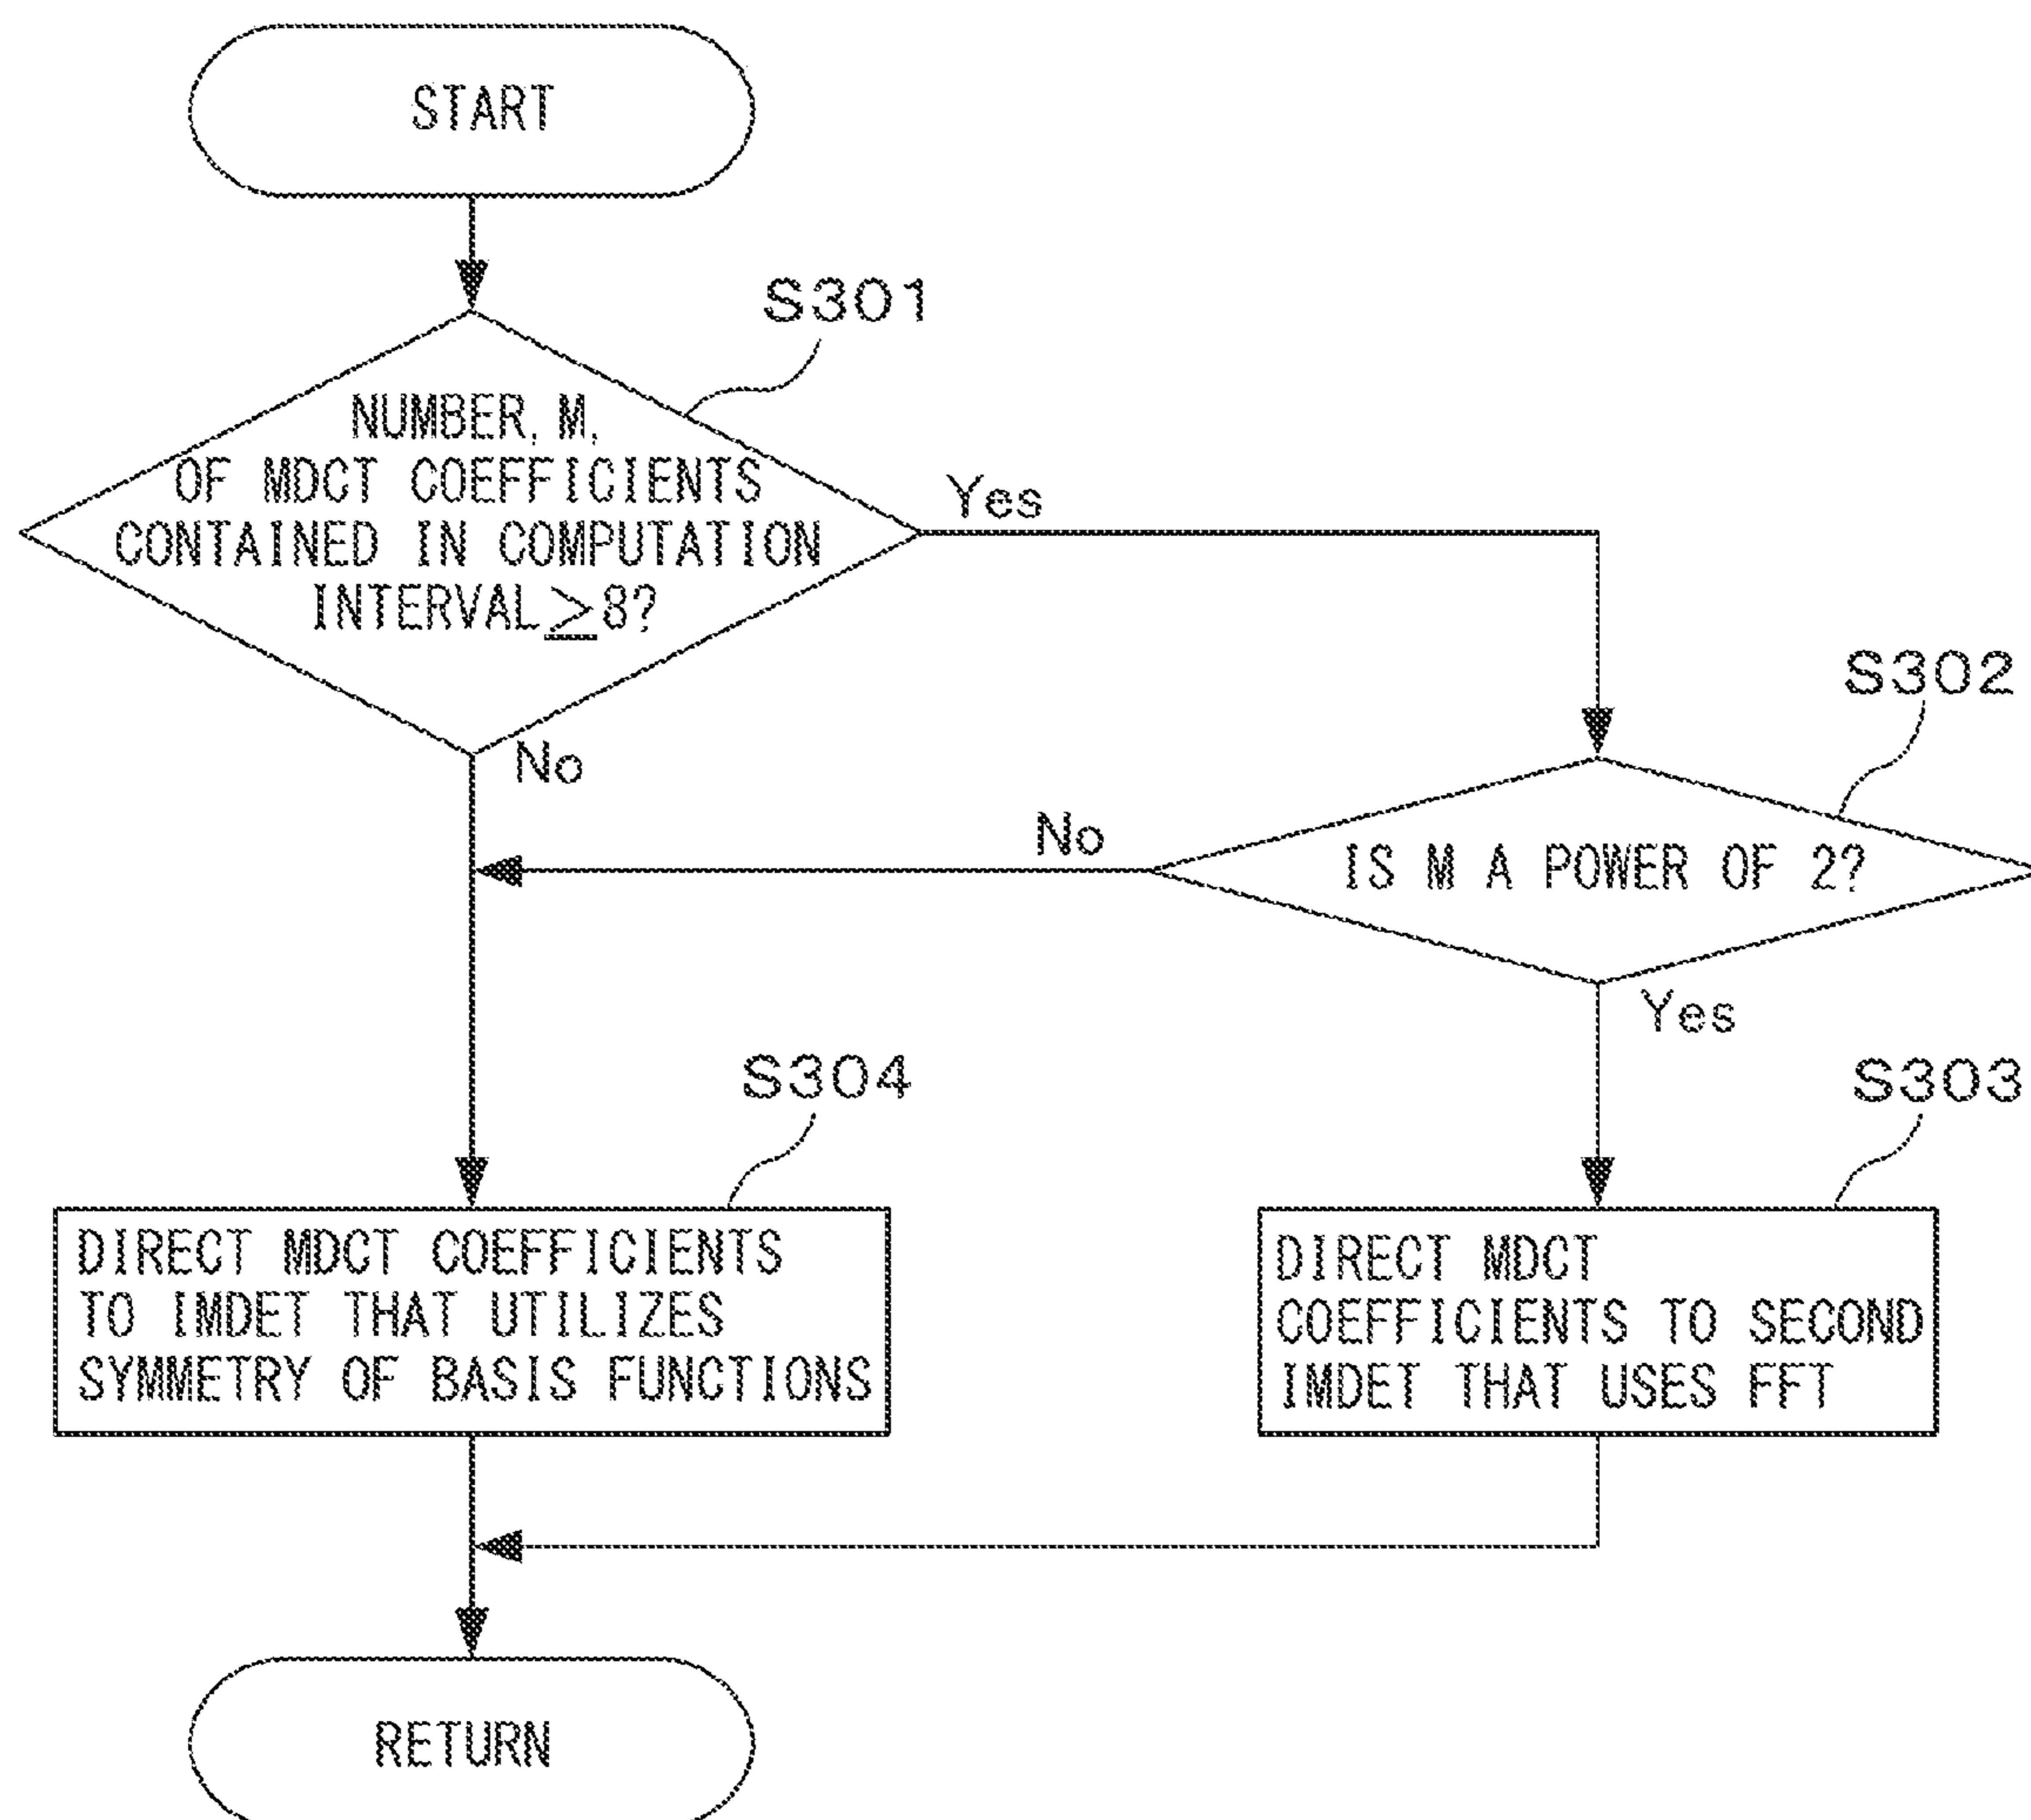 START
S301
NUMBER, M,
OF MDCT COEFFICIENTS
CONTAINED IN COMPUTATION
INTERVAL ≥8?
Yes
No
S302
IS M A POWER OF 2?
No
Yes
S304
DIRECT MDCT COEFFICIENTS
TO IMDET THAT UTILIZES
SYMMETRY OF BASIS FUNCTIONS
S303
DIRECT MDCT
COEFFICIENTS TO SECOND
IMDET THAT USES FFT
RETURN